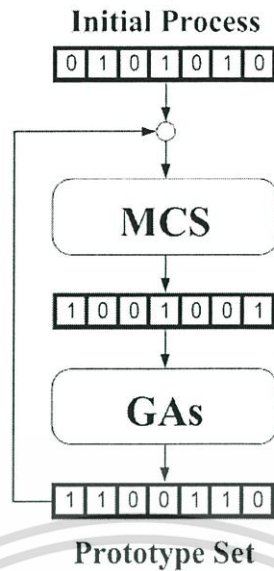 Initial Process
0 1 0 1 0 1 0
MCS
1 0 0 1 0 0 1
GAs
1 1 0 0 1 1 0
Prototype Set